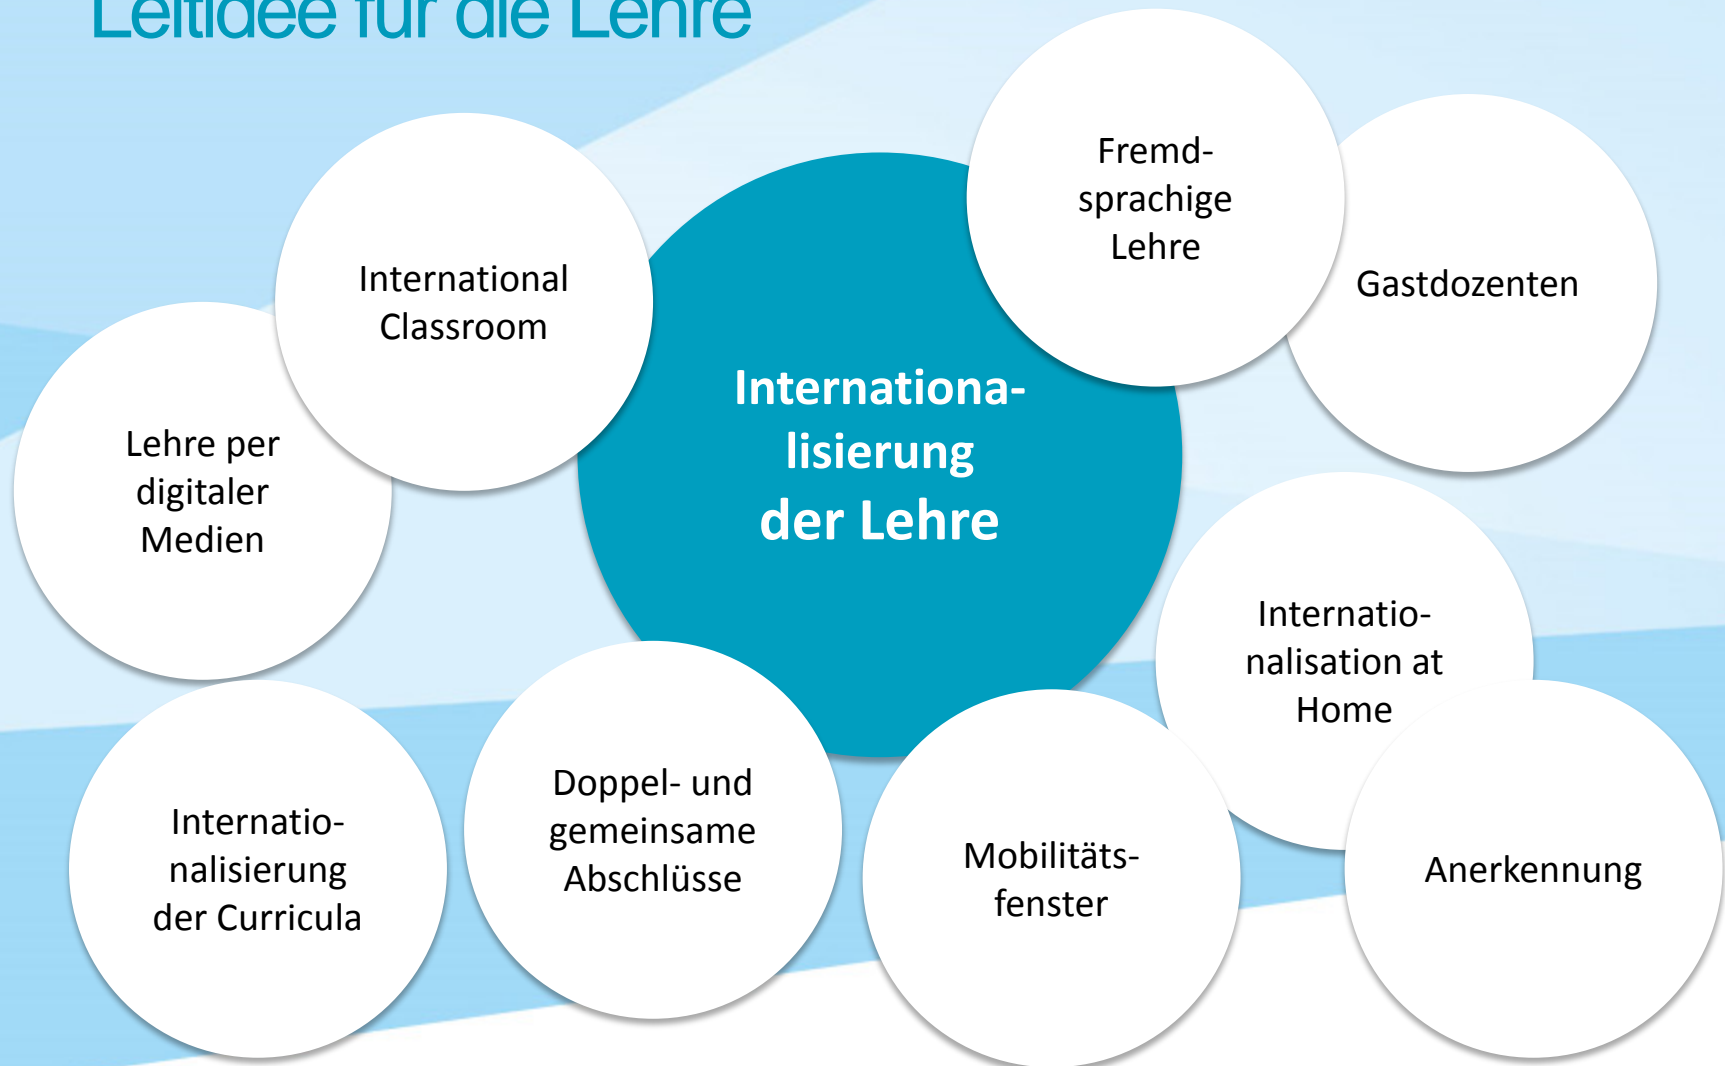 Leitidee für die Lehre
Fremd-
sprachige
Lehre
Gastdozenten
International
Classroom
Internationa-
lisierung
der Lehre
Lehre per
digitaler
Medien
Internatio-
nalisation at
Home
Doppel- und
gemeinsame
Abschlüsse
Internatio-
nalisierung
der Curricula
Mobilitäts-
fenster
Anerkennung